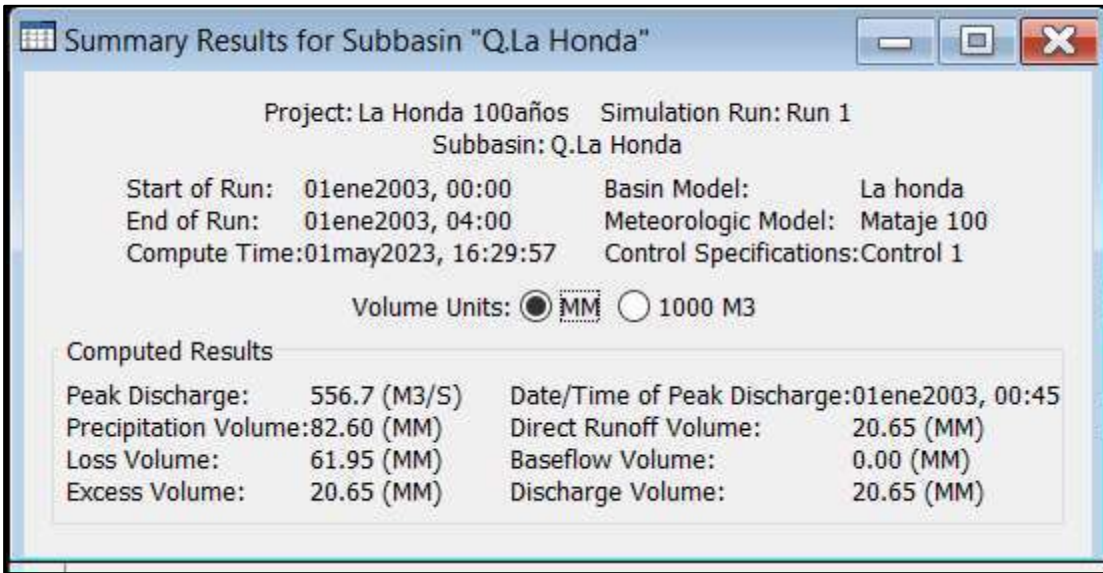 Summary Results for Subbasin "Q.La Honda"
Project: La Honda 100años Simulation Run: Run 1
Subbasin: Q.La Honda
Start of Run: 01ene2003, 00:00 Basin Model: La honda
End of Run: 01ene2003, 04:00 Meteorologic Model: Mataje 100
Compute Time:01may2023, 16:29:57 Control Specifications:Control 1
Volume Units: MM 1000 M3
Computed Results
Peak Discharge: 556.7 (M3/S) Date/Time of Peak Discharge:01ene2003, 00:45
Precipitation Volume:82.60 (MM) Direct Runoff Volume: 20.65 (MM)
Loss Volume: 61.95 (MM) Baseflow Volume: 0.00 (MM)
Excess Volume: 20.65 (MM) Discharge Volume: 20.65 (MM)